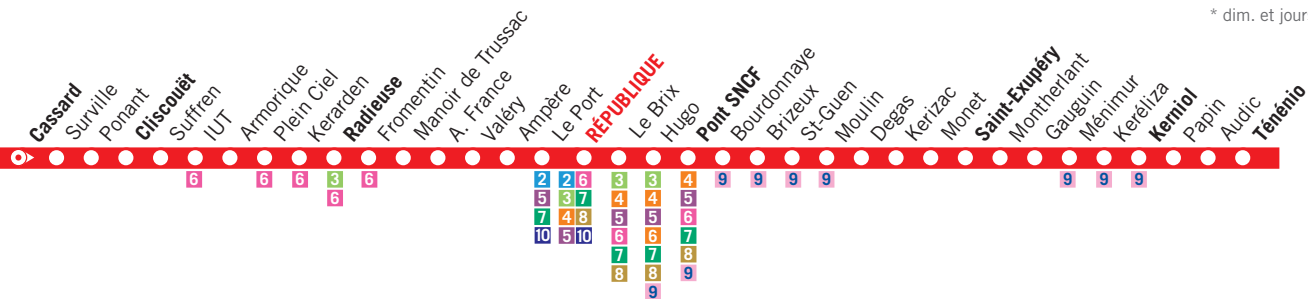 * dim. et jour
Cassard
Surville
Ponant
Cliscouët
Suffren
IUT
Armorique
Plein Ciel
Kerarden
Radieuse
Fromentin
Manoir de Trussac
A. France
Valéry
Ampère
Le Port
RÉPUBLIQUE
Le Brix
Hugo
Pont SNCF
Bourdonnaye
Brizeux
St-Guen
Moulin
Degas
Kerizac
Monet
Saint-Exupéry
Montherlant
Gauguin
Ménimur
Keréliza
Kerniol
Papin
Audic
Ténénio
6 6 6 3 6 2 2 6 3 3 4 9 9 9 9 9 9 9
6 5 3 7 4 4 5
7 4 8 5 5 6
10 5 10 6 6 7
7 7 8
8 8 9
9